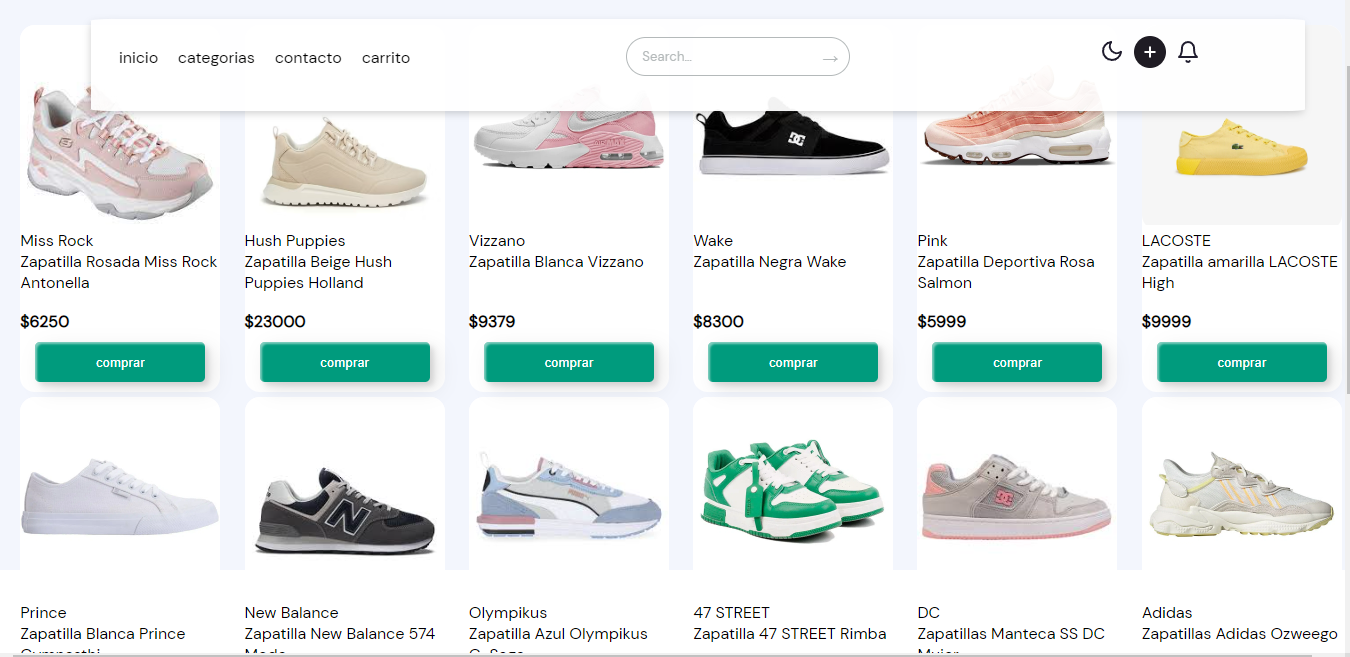 inicio categorias contacto carrito Search... →
Miss Rock
Zapatilla Rosada Miss Rock
Antonella
$6250
comprar
Hush Puppies
Zapatilla Beige Hush
Puppies Holland
$23000
comprar
Vizzano
Zapatilla Blanca Vizzano
$9379
comprar
Wake
Zapatilla Negra Wake
$8300
comprar
Pink
Zapatilla Deportiva Rosa
Salmon
$5999
comprar
LACOSTE
Zapatilla amarilla LACOSTE
High
$9999
comprar
Prince
Zapatilla Blanca Prince
New Balance
Zapatilla New Balance 574
Olympikus
Zapatilla Azul Olympikus
47 STREET
Zapatilla 47 STREET Rimba
DC
Zapatillas Manteca SS DC
Adidas
Zapatillas Adidas Ozweego